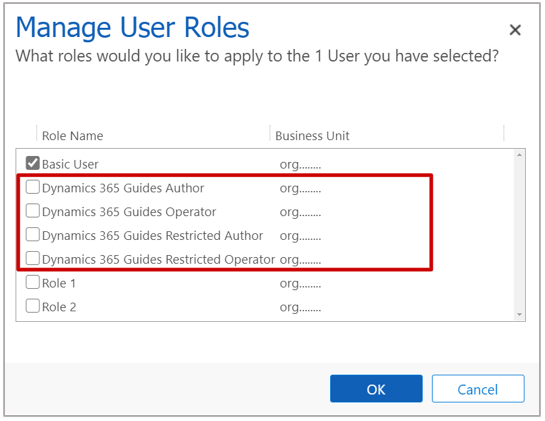 Manage User Roles
What roles would you like to apply to the 1 User you have selected?
Role Name Business Unit
Basic User org........
Dynamics 365 Guides Author org........
Dynamics 365 Guides Operator org........
Dynamics 365 Guides Restricted Author org........
Dynamics 365 Guides Restricted Operator org........
Role 1 org........
Role 2 org........
OK Cancel